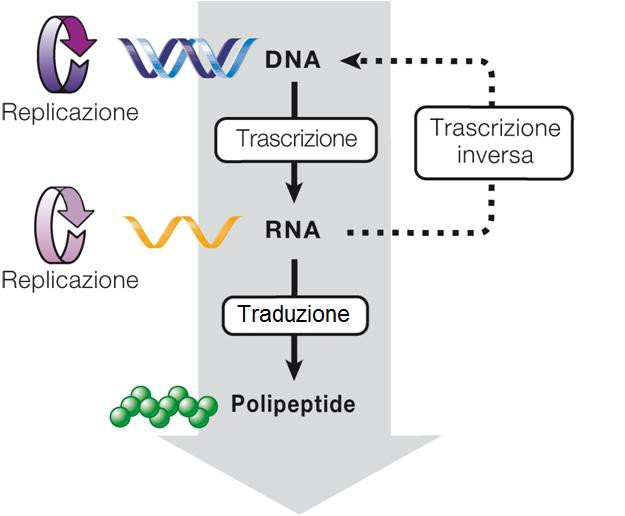 DNA
Replicazione
Trascrizione
Trascrizione
inversa
RNA
Replicazione
Traduzione
Polipeptide